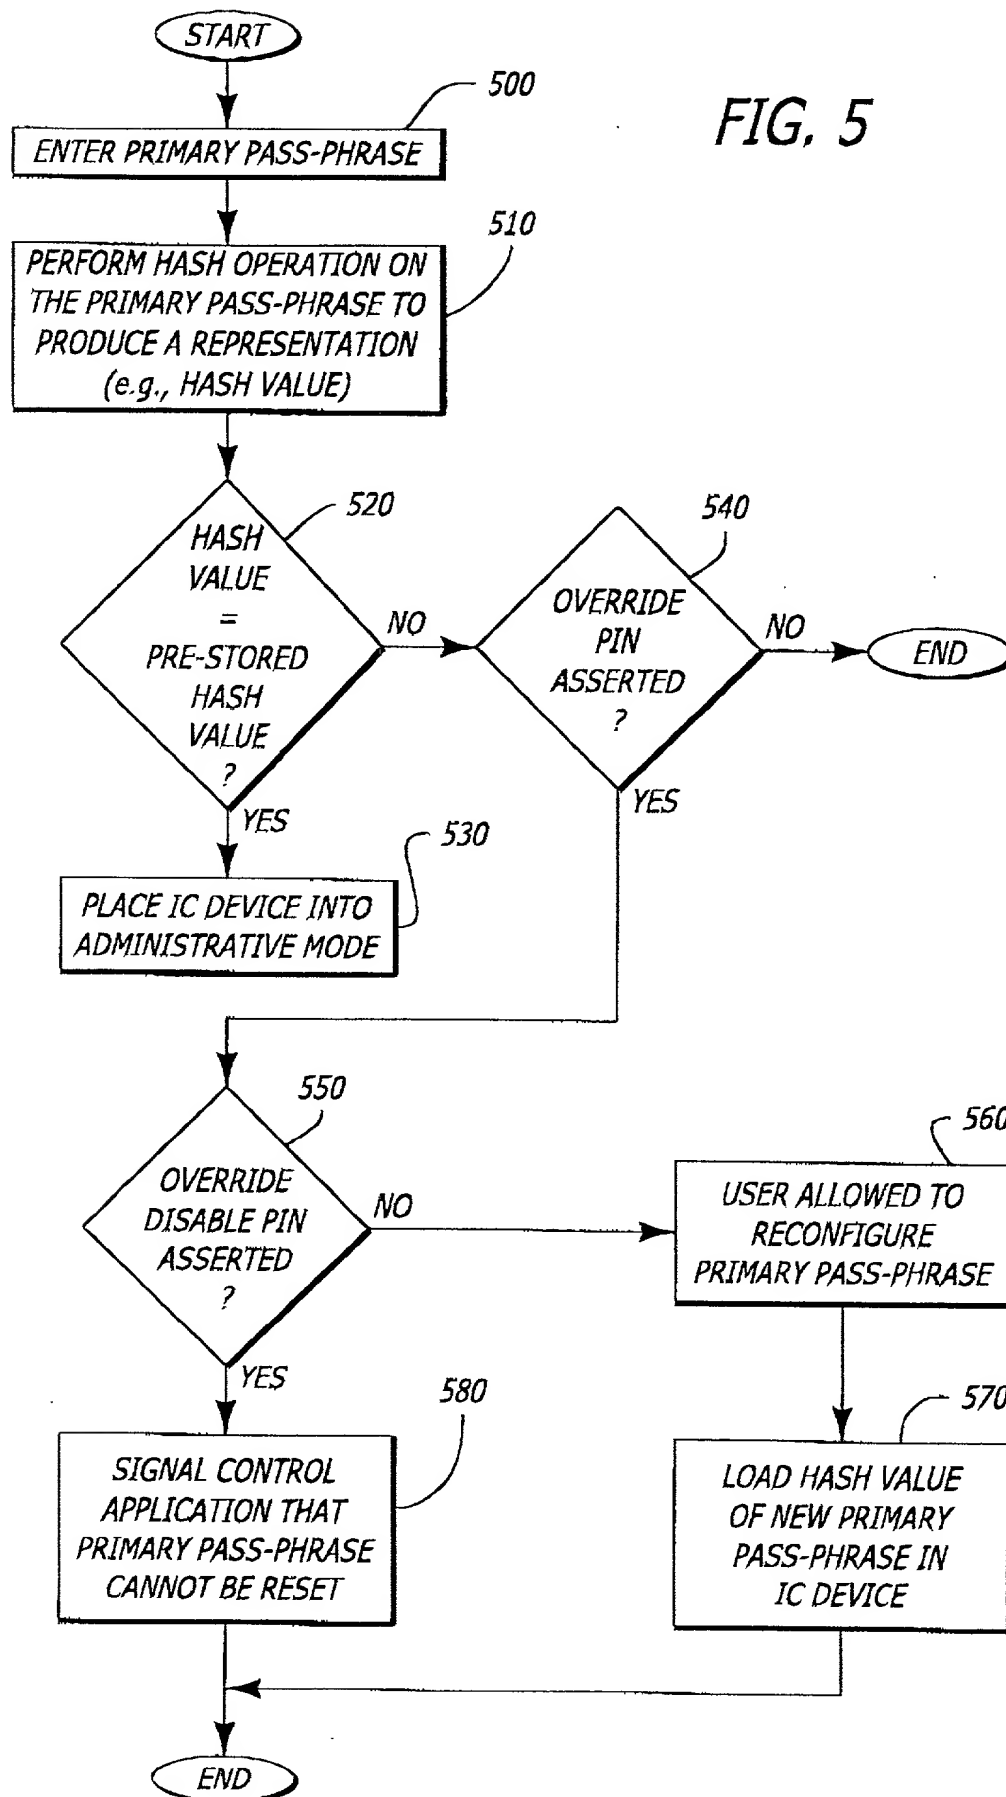 START
500
FIG. 5
ENTER PRIMARY PASS-PHRASE
510
PERFORM HASH OPERATION ON
THE PRIMARY PASS-PHRASE TO
PRODUCE A REPRESENTATION
(e.g., HASH VALUE)
520
HASH
VALUE
=
PRE-STORED
HASH
VALUE
?
NO
540
OVERRIDE
PIN
ASSERTED
?
NO
END
YES
YES
530
PLACE IC DEVICE INTO
ADMINISTRATIVE MODE
550
OVERRIDE
DISABLE PIN
ASSERTED
?
NO
560
USER ALLOWED TO
RECONFIGURE
PRIMARY PASS-PHRASE
YES
580
SIGNAL CONTROL
APPLICATION THAT
PRIMARY PASS-PHRASE
CANNOT BE RESET
570
LOAD HASH VALUE
OF NEW PRIMARY
PASS-PHRASE IN
IC DEVICE
END